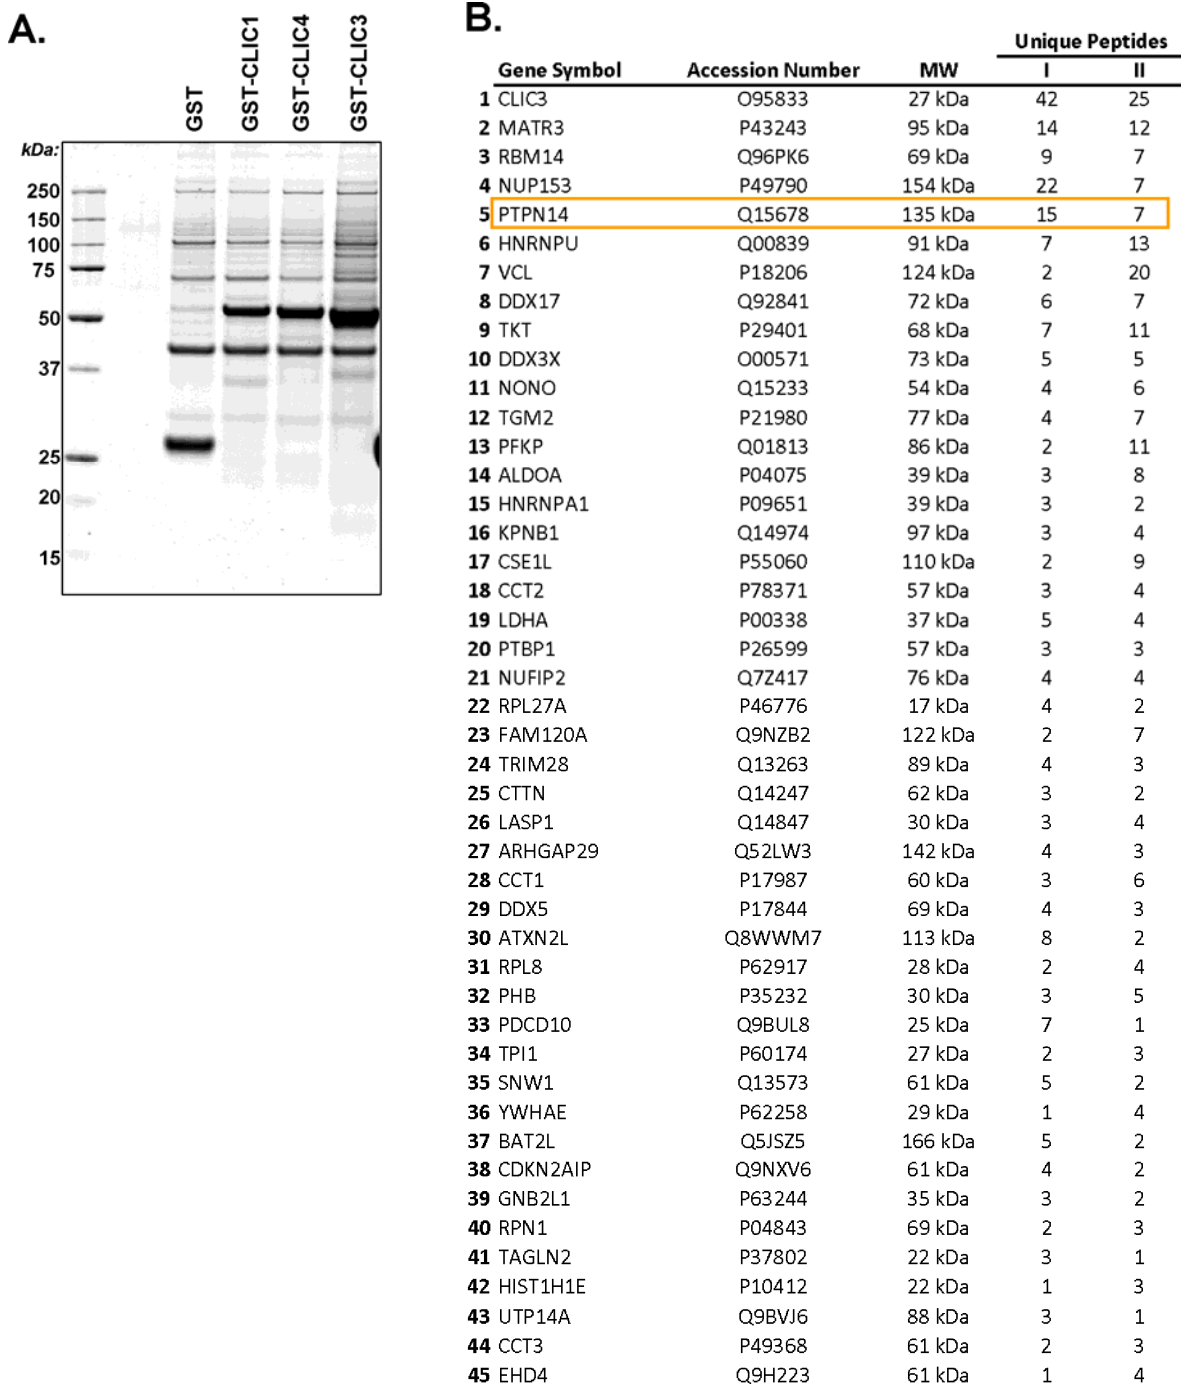 A.
GST
GST-CLIC1
GST-CLIC4
GST-CLIC3
kDa:
250
150
100
75
50
37
25
20
15
B.
Unique Peptides
Gene Symbol Accession Number MW I II
1 CLIC3 O95833 27 kDa 42 25
2 MATR3 P43243 95 kDa 14 12
3 RBM14 Q96PK6 69 kDa 9 7
4 NUP153 P49790 154 kDa 22 7
5 PTPN14 Q15678 135 kDa 15 7
6 HNRNPU Q00839 91 kDa 7 13
7 VCL P18206 124 kDa 2 20
8 DDX17 Q92841 72 kDa 6 7
9 TKT P29401 68 kDa 7 11
10 DDX3X O00571 73 kDa 5 5
11 NONO Q15233 54 kDa 4 6
12 TGM2 P21980 77 kDa 4 7
13 PFKP Q01813 86 kDa 2 11
14 ALDOA P04075 39 kDa 3 8
15 HNRNPA1 P09651 39 kDa 3 2
16 KPNB1 Q14974 97 kDa 3 4
17 CSE1L P55060 110 kDa 2 9
18 CCT2 P78371 57 kDa 3 4
19 LDHA P00338 37 kDa 5 4
20 PTBP1 P26599 57 kDa 3 3
21 NUFIP2 Q7Z417 76 kDa 4 4
22 RPL27A P46776 17 kDa 4 2
23 FAM120A Q9NZB2 122 kDa 2 7
24 TRIM28 Q13263 89 kDa 4 3
25 CTTN Q14247 62 kDa 3 2
26 LASP1 Q14847 30 kDa 3 4
27 ARHGAP29 Q52LW3 142 kDa 4 3
28 CCT1 P17987 60 kDa 3 6
29 DDX5 P17844 69 kDa 4 3
30 ATXN2L Q8WWM7 113 kDa 8 2
31 RPL8 P62917 28 kDa 2 4
32 PHB P35232 30 kDa 3 5
33 PDCD10 Q9BUL8 25 kDa 7 1
34 TPI1 P60174 27 kDa 2 3
35 SNW1 Q13573 61 kDa 5 2
36 YWHAE P62258 29 kDa 1 4
37 BAT2L Q5JSZ5 166 kDa 5 2
38 CDKN2AIP Q9NXV6 61 kDa 4 2
39 GNB2L1 P63244 35 kDa 3 2
40 RPN1 P04843 69 kDa 2 3
41 TAGLN2 P37802 22 kDa 3 1
42 HIST1H1E P10412 22 kDa 1 3
43 UTP14A Q9BVJ6 88 kDa 3 1
44 CCT3 P49368 61 kDa 2 3
45 EHD4 Q9H223 61 kDa 1 4